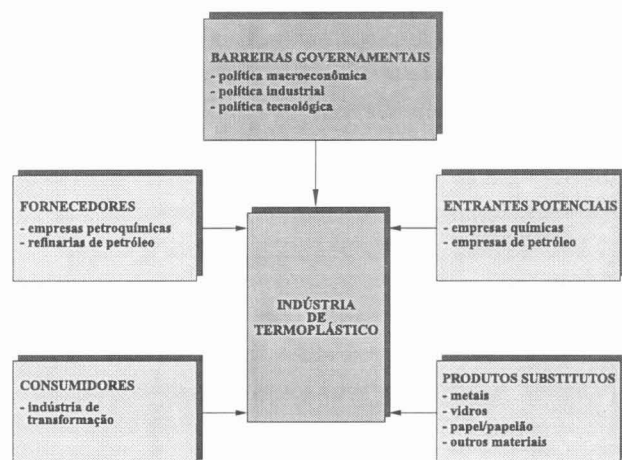 BARREIRAS GOVERNAMENTAIS
- política macroeconômica
- política industrial
- política tecnológica
FORNECEDORES
- empresas petroquímicas
- refinarias de petróleo
ENTRANTES POTENCIAIS
- empresas químicas
- empresas de petróleo
INDÚSTRIA
DE
TERMOPLÁSTICO
CONSUMIDORES
- indústria de
transformação
PRODUTOS SUBSTITUTOS
- metais
- vidros
- papel/papelão
- outros materiais